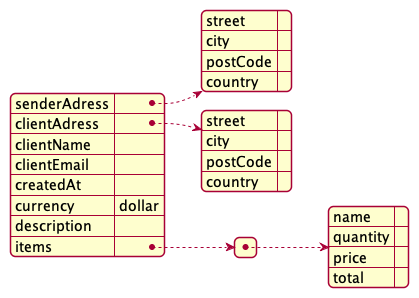 street
city
postCode
country
senderAdress
clientAdress
clientName
clientEmail
createdAt
currency dollar
description
items
street
city
postCode
country
name
quantity
price
total